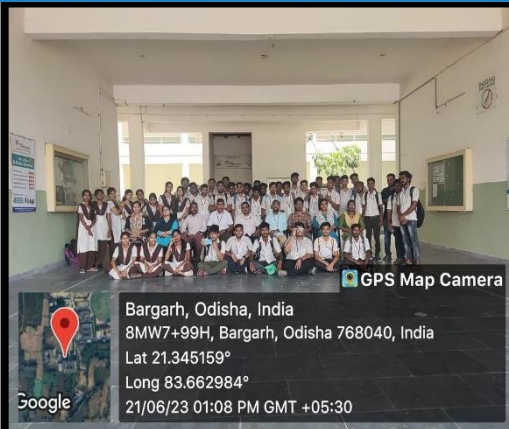 GPS Map Camera
Bargarh, Odisha, India
8MW7+99H, Bargarh, Odisha 768040, India
Lat 21.345159°
Long 83.662984°
21/06/23 01:08 PM GMT +05:30
Google